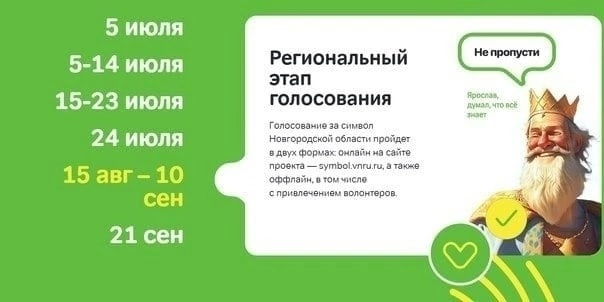 5 июля
5-14 июля
15-23 июля
24 июля
15 авг – 10
сен
21 сен
Региональный
этап
голосования
Голосование за символ
Новгородской области пройдет
в двух формах: онлайн на сайте
проекта — symbol.vnru.ru, а также
оффлайн, в том числе
с привлечением волонтеров.
Не пропусти
Ярослав,
думал, что всё
знает